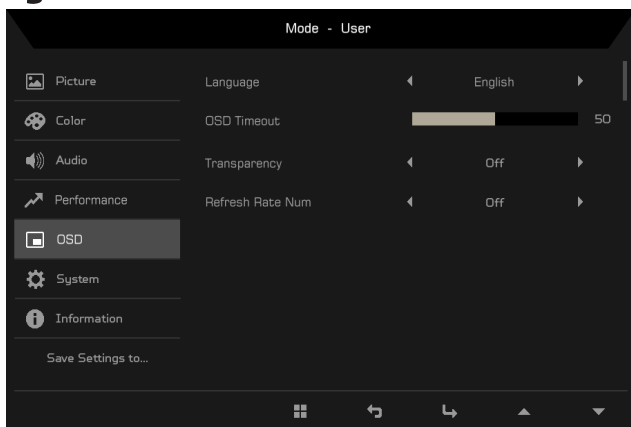 Mode - User
Picture
Language English
Color
OSD Timeout 50
Audio
Transparency Off
Performance
Refresh Rate Num Off
OSD
System
Information
Save Settings to...